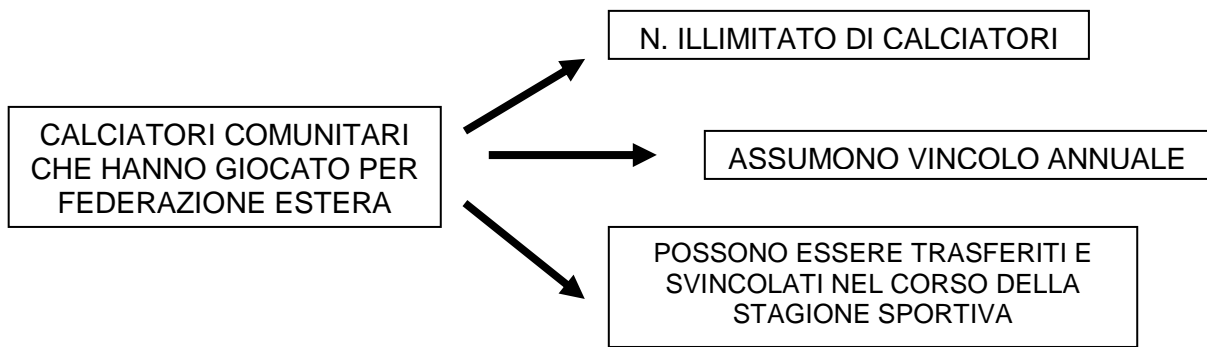 CALCIATORI COMUNITARI
CHE HANNO GIOCATO PER
FEDERAZIONE ESTERA
N. ILLIMITATO DI CALCIATORI
ASSUMONO VINCOLO ANNUALE
POSSONO ESSERE TRASFERITI E
SVINCOLATI NEL CORSO DELLA
STAGIONE SPORTIVA